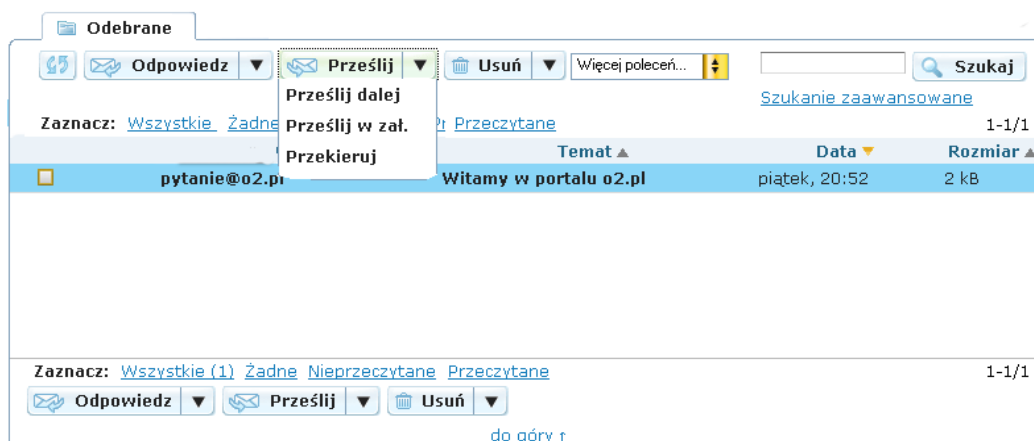 Odebrane
Odpowiedz ▼ Prześlij ▼ Usuń ▼ Więcej poleceń... Szukaj
Prześlij dalej
Szukanie zaawansowane
Zaznacz: Wszystkie Żadne Przeczytane
Prześlij w zał.
1-1/1
Przekieruj
Temat ▲ Data ▼ Rozmiar ▲
pytanie@o2.pl Witamy w portalu o2.pl piątek, 20:52 2 kB
Zaznacz: Wszystkie (1) Żadne Nieprzeczytane Przeczytane 1-1/1
Odpowiedz ▼ Prześlij ▼ Usuń ▼
do góry ↑